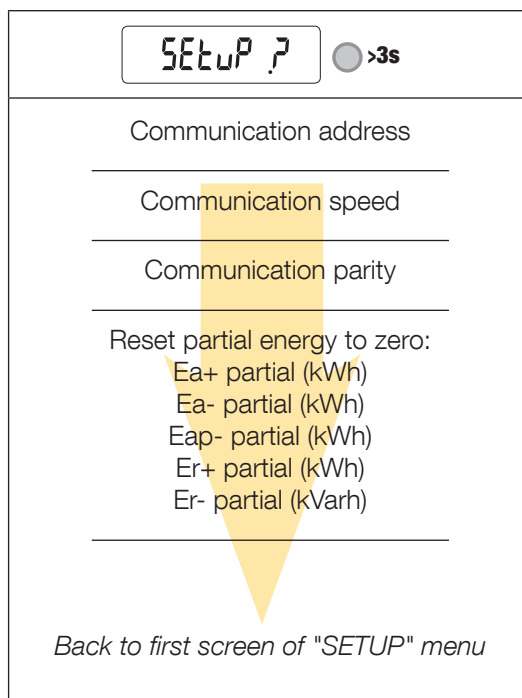 SEtuP ? >3s
Communication address
Communication speed
Communication parity
Reset partial energy to zero:
Ea+ partial (kWh)
Ea- partial (kWh)
Eap- partial (kWh)
Er+ partial (kWh)
Er- partial (kVarh)
Back to first screen of "SETUP" menu